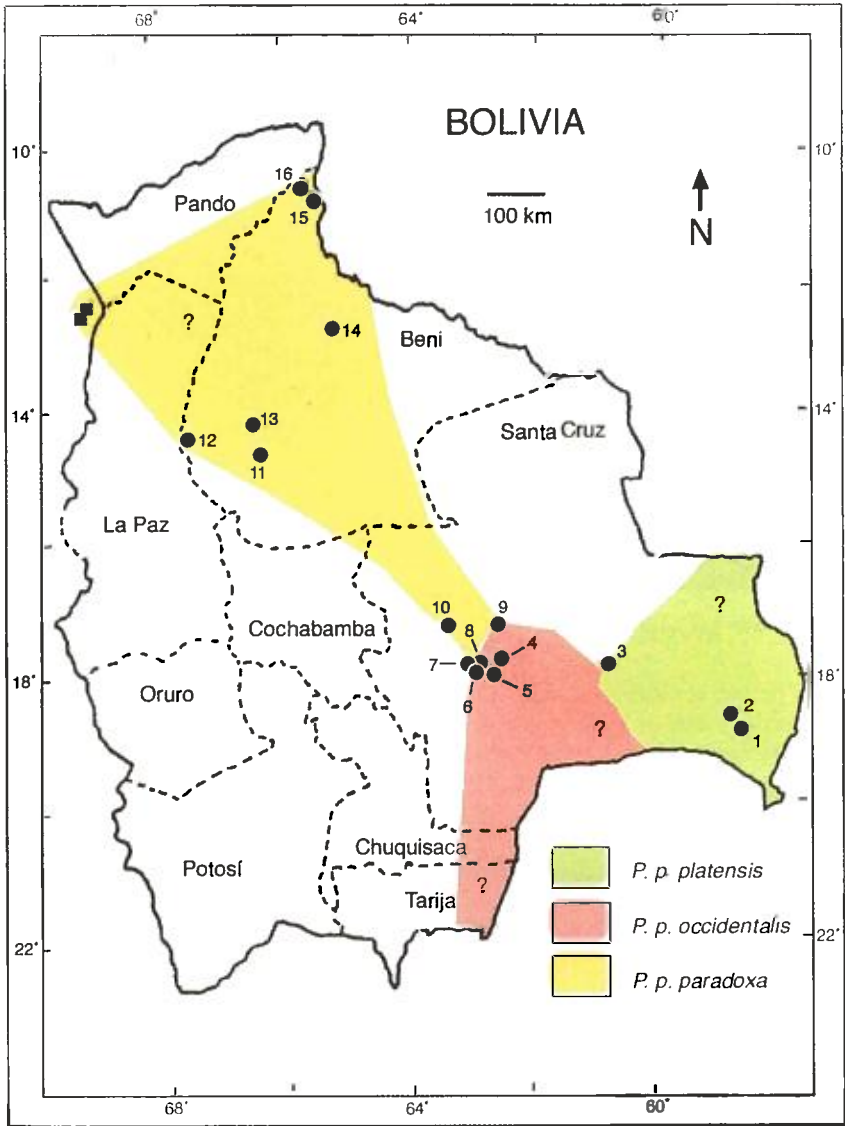 68° 64° 60°
BOLIVIA
10° 10°
100 km
N
16
Pando
15
?
14
Beni
14° 14°
13
12
11
Santa Cruz
La Paz
?
10
9
8
4
Cochabamba
7
3
18° 18°
Oruro
6
5
2
?
1
Chuquisaca
Potosí
?
Tarija
P. p. platensis
P. p. occidentalis
22° 22°
P. p. paradoxa
68° 64° 60°